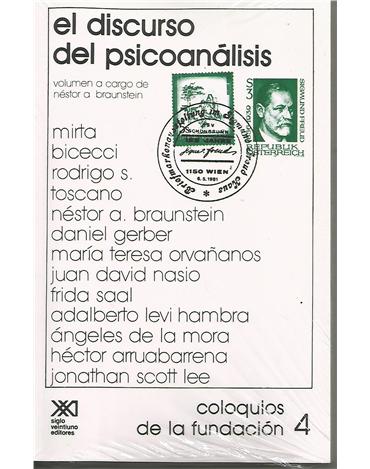 el discurso
del psicoanálisis
volumen a cargo de
néstor a. braunstein
SIGMUND FREUD
REPUBLIK
ÖSTERREICH
1150 WIEN
6. 5. 1981
mirta
bicecci
rodrigo s.
toscano
néstor a. braunstein
daniel gerber
maría teresa orvañanos
juan david nasio
frida saal
adalberto levi hambra
ángeles de la mora
héctor arruabarrena
jonathan scott lee
siglo
veintiuno
editores
coloquios
de la fundación 4